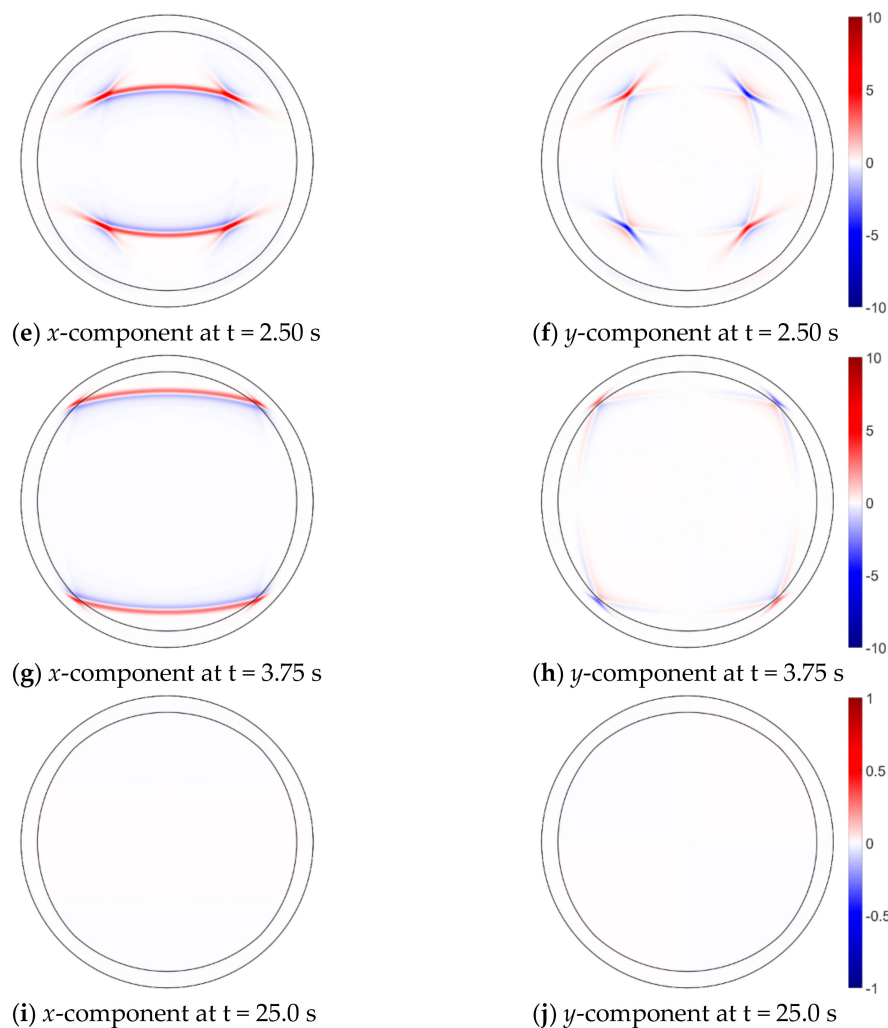 10
5
0
-5
-10
(e) x-component at t = 2.50 s
(f) y-component at t = 2.50 s
10
5
0
-5
-10
(g) x-component at t = 3.75 s
(h) y-component at t = 3.75 s
1
0.5
0
-0.5
-1
(i) x-component at t = 25.0 s
(j) y-component at t = 25.0 s